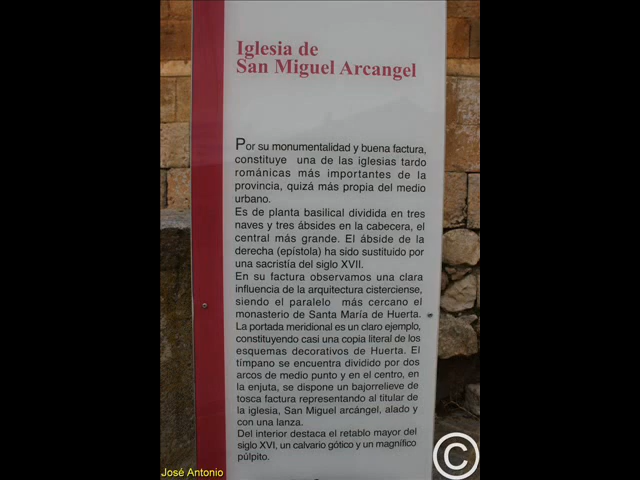 Iglesia de
San Miguel Arcangel
Por su monumentalidad y buena factura,
constituye una de las iglesias tardo
románicas más importantes de la
provincia, quizá más propia del medio
urbano.
Es de planta basilical dividida en tres
naves y tres ábsides en la cabecera, el
central más grande. El ábside de la
derecha (epístola) ha sido sustituido por
una sacristía del siglo XVII.
En su factura observamos una clara
influencia de la arquitectura cisterciense,
siendo el paralelo más cercano el
monasterio de Santa María de Huerta.
La portada meridional es un claro ejemplo,
constituyendo casi una copia literal de los
esquemas decorativos de Huerta. El
tímpano se encuentra dividido por dos
arcos de medio punto y en el centro, en
la enjuta, se dispone un bajorrelieve de
tosca factura representando al titular de
la iglesia, San Miguel arcángel, alado y
con una lanza.
Del interior destaca el retablo mayor del
siglo XVI, un calvario gótico y un magnífico
púlpito.
José Antonio
©